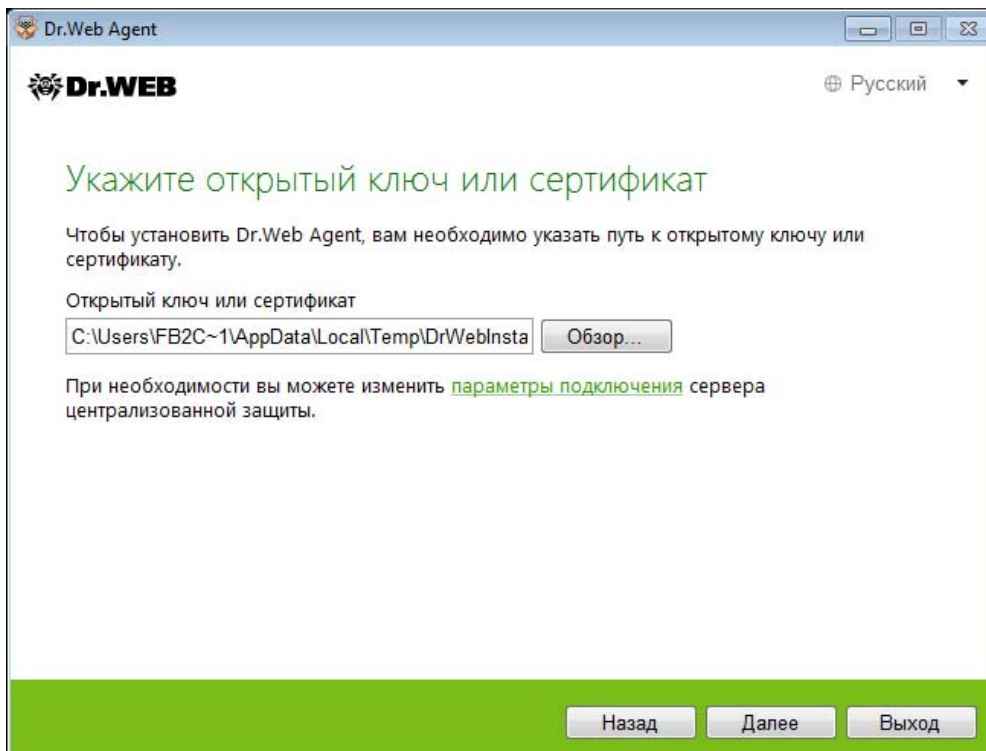 Dr.Web Agent
Dr.WEB
Русский
Укажите открытый ключ или сертификат
Чтобы установить Dr.Web Agent, вам необходимо указать путь к открытому ключу или
сертификату.
Открытый ключ или сертификат
C:\Users\FB2C~1\AppData\Local\Temp\DrWebInsta
Обзор...
При необходимости вы можете изменить параметры подключения сервера
централизованной защиты.
Назад
Далее
Выход